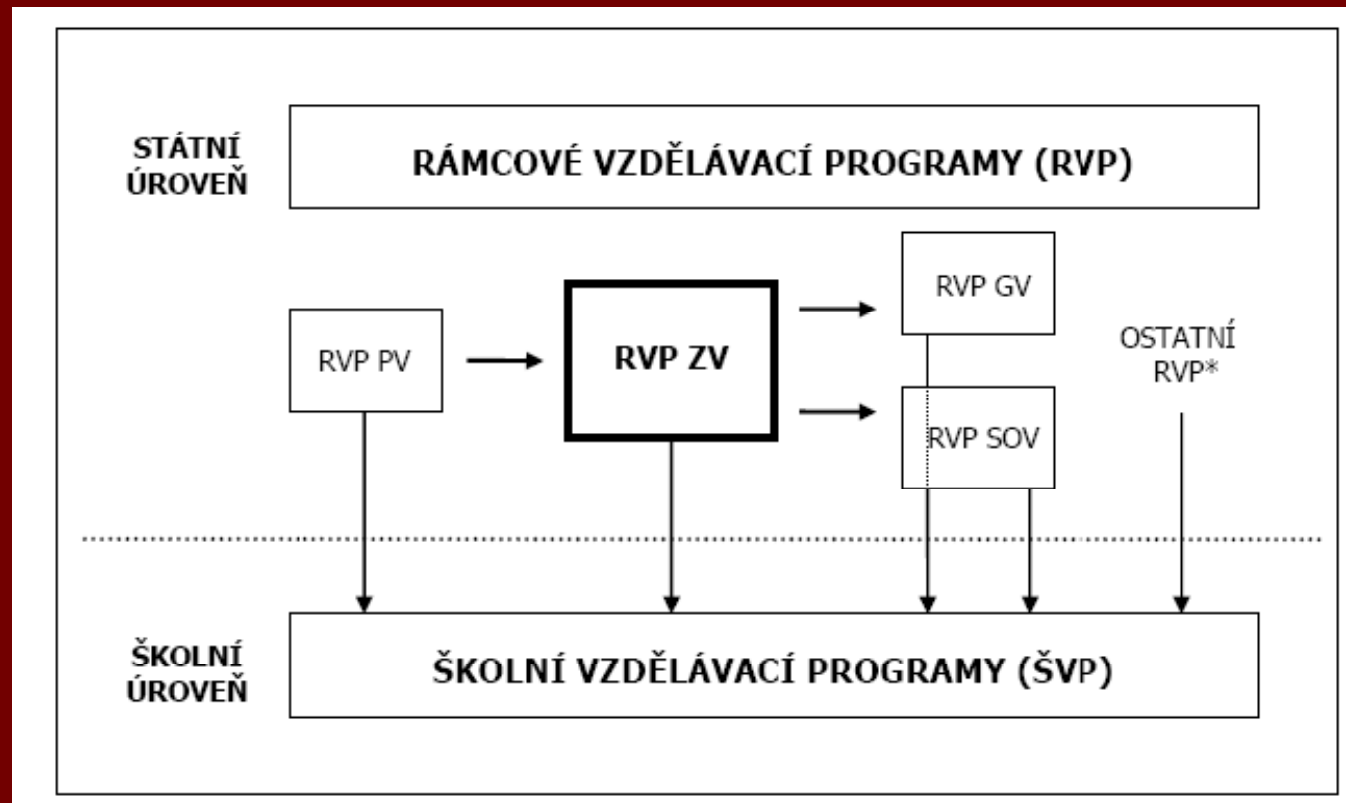 STÁTNÍ
ÚROVEŇ
RÁMCOVÉ VZDĚLÁVACÍ PROGRAMY (RVP)
RVP PV
RVP ZV
RVP GV
RVP SOV
OSTATNÍ
RVP*
ŠKOLNÍ
ÚROVEŇ
ŠKOLNÍ VZDĚLÁVACÍ PROGRAMY (ŠVP)